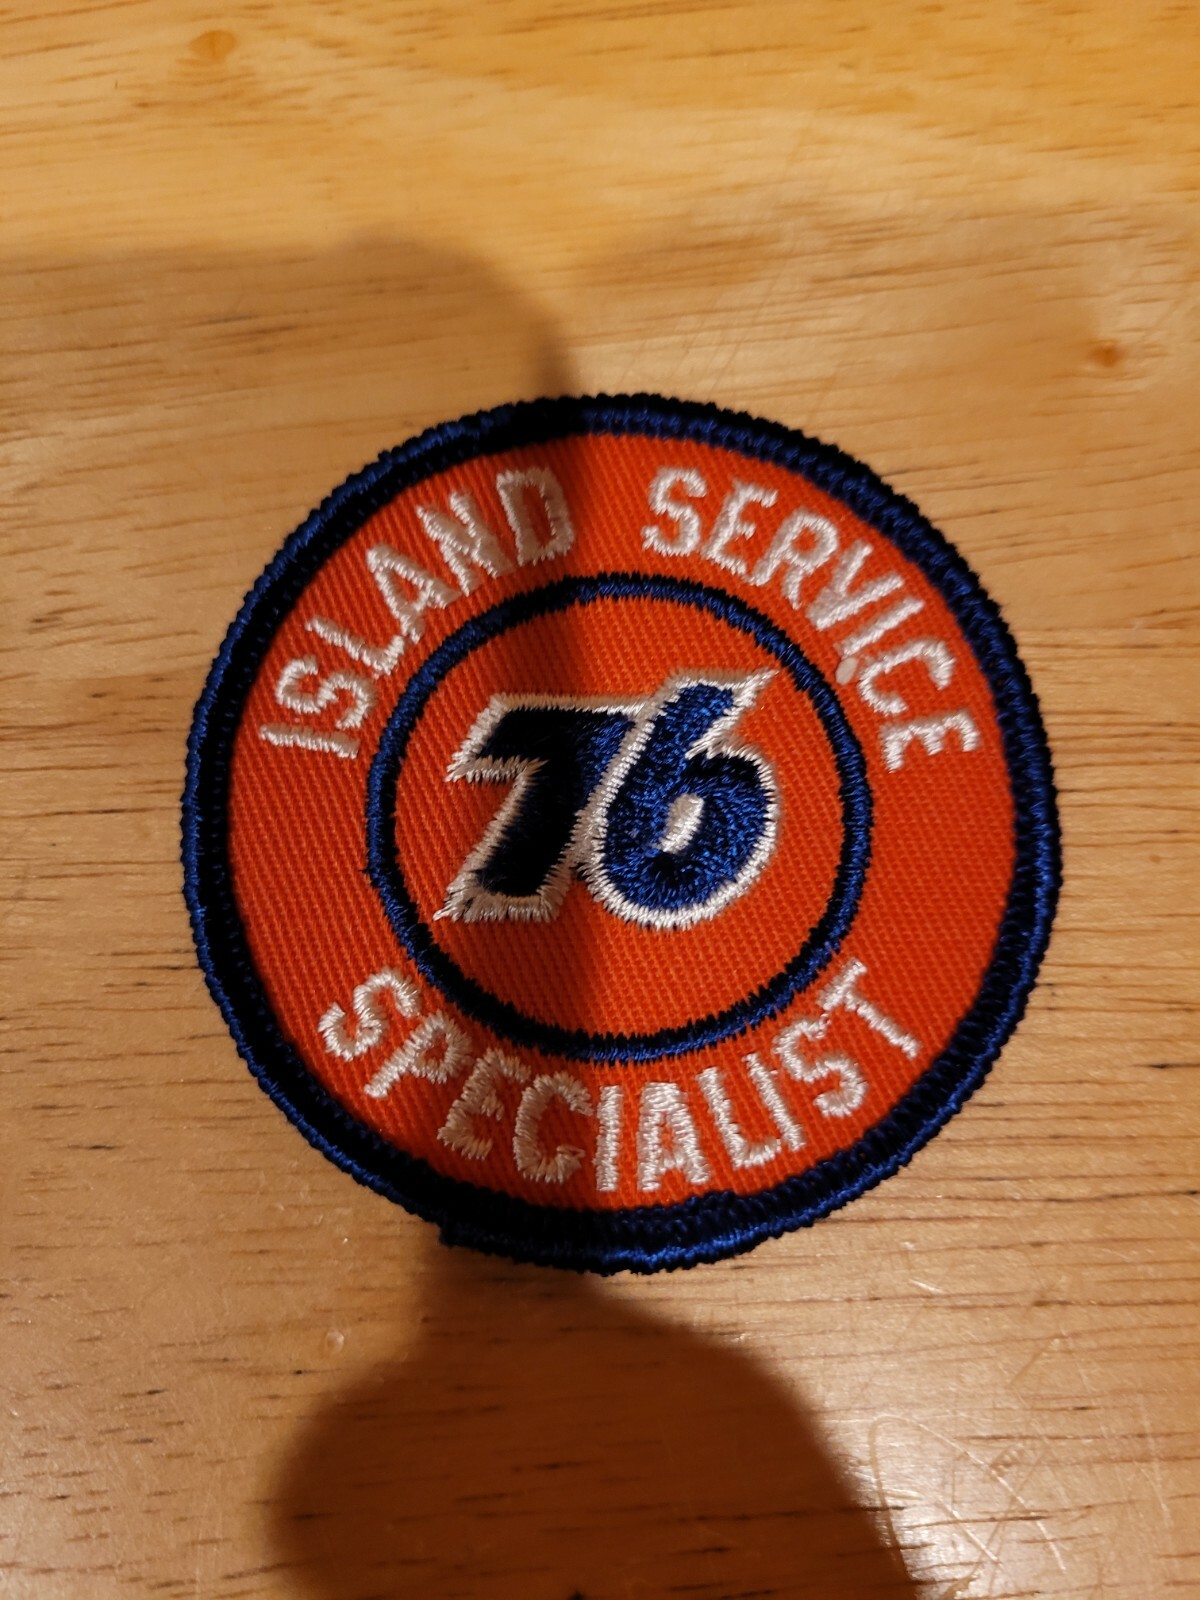 ISLAND SERVICE
76
SPECIALIST